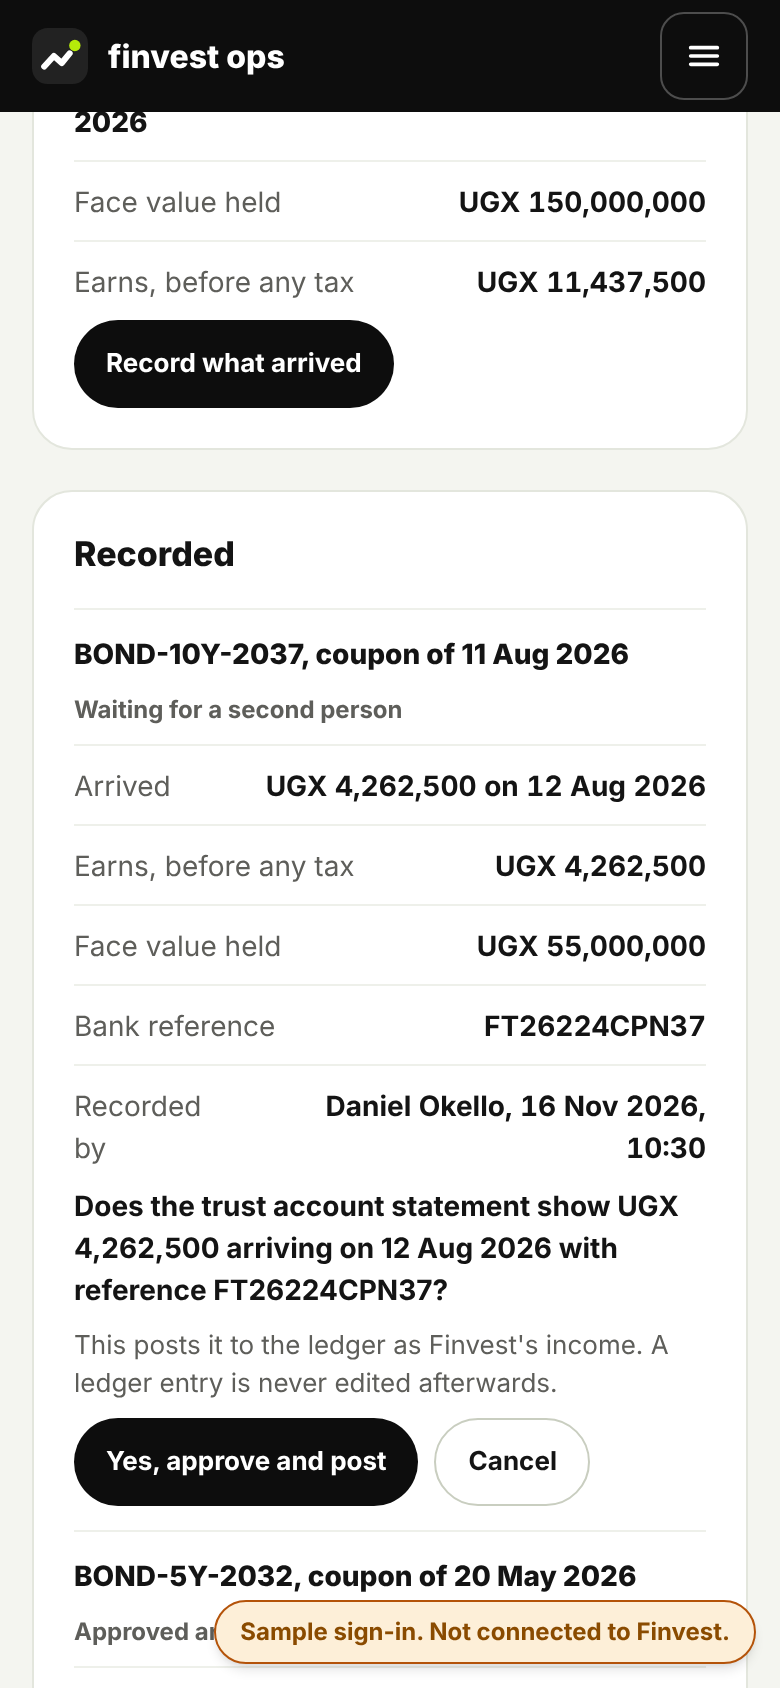 finvest ops
2026
Face value held UGX 150,000,000
Earns, before any tax UGX 11,437,500
Record what arrived
Recorded
BOND-10Y-2037, coupon of 11 Aug 2026
Waiting for a second person
Arrived UGX 4,262,500 on 12 Aug 2026
Earns, before any tax UGX 4,262,500
Face value held UGX 55,000,000
Bank reference FT26224CPN37
Recorded by Daniel Okello, 16 Nov 2026, 10:30
Does the trust account statement show UGX
4,262,500 arriving on 12 Aug 2026 with
reference FT26224CPN37?
This posts it to the ledger as Finvest's income. A
ledger entry is never edited afterwards.
Yes, approve and post Cancel
BOND-5Y-2032, coupon of 20 May 2026
Approved
Sample sign-in. Not connected to Finvest.